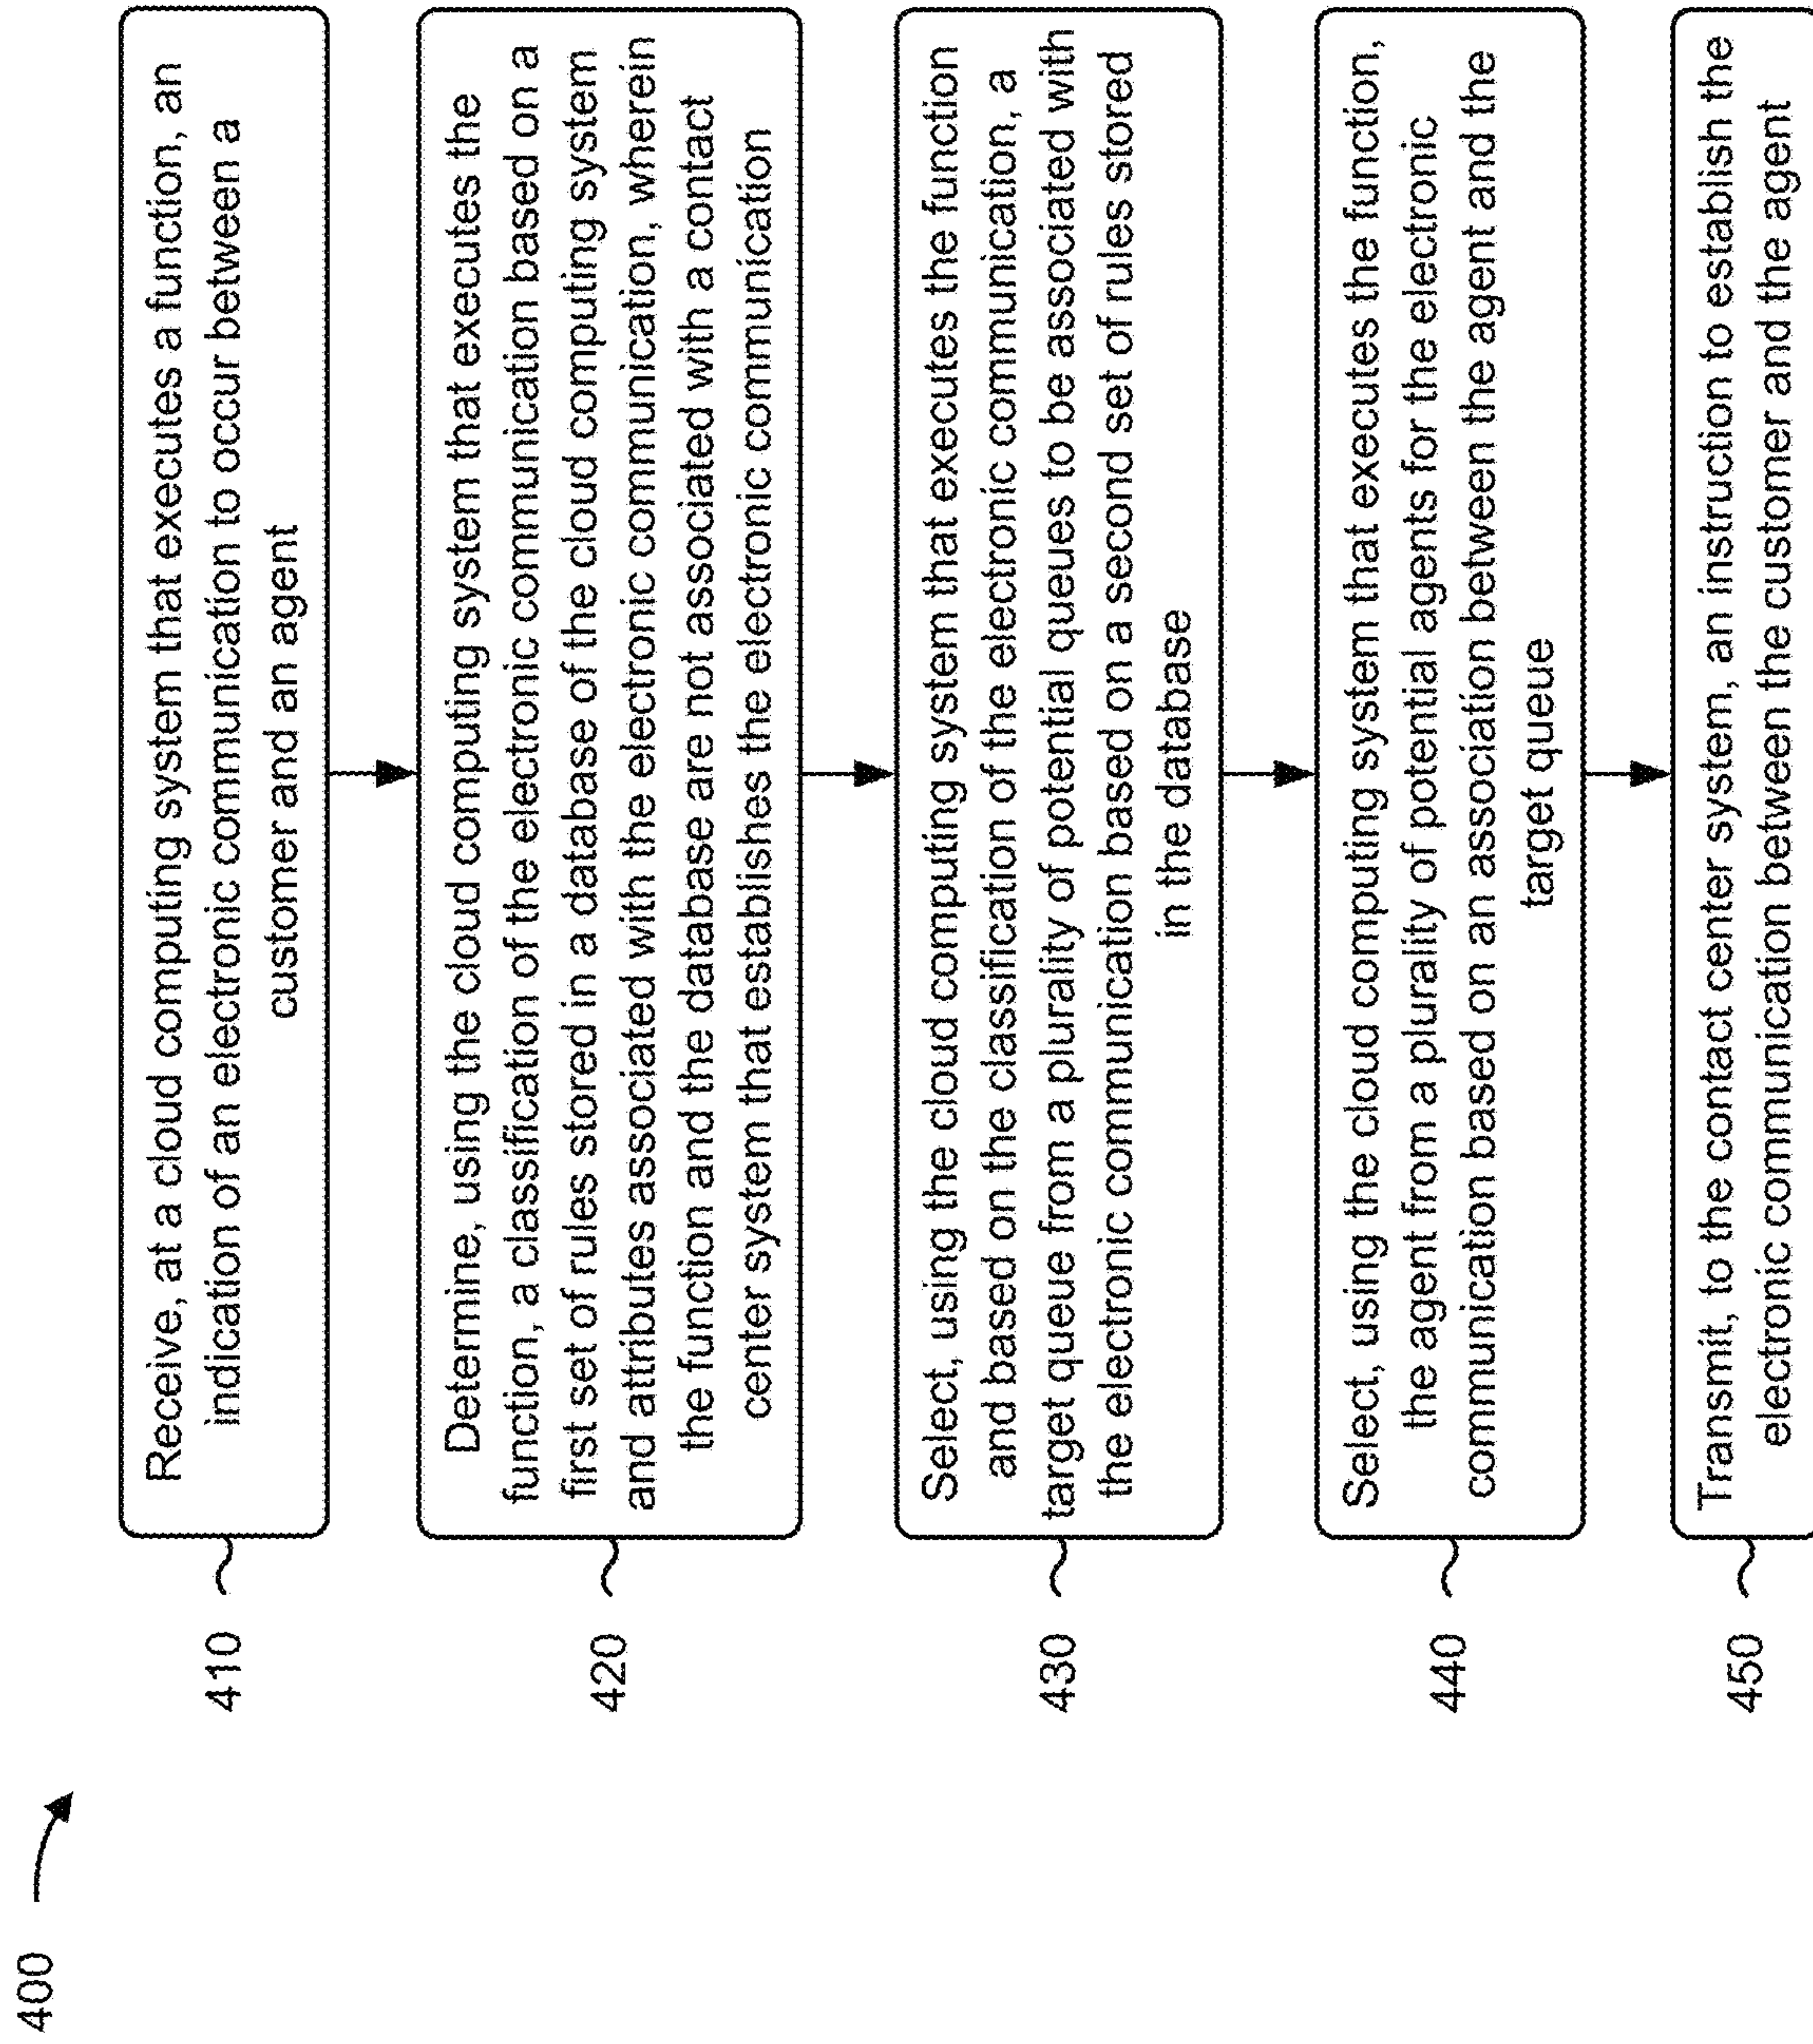 400
410
Receive, at a cloud computing system that executes a function, an
indication of an electronic communication to occur between a
customer and an agent
420
Determine, using the cloud computing system that executes the
function, a classification of the electronic communication based on a
first set of rules stored in a database of the cloud computing system
and attributes associated with the electronic communication, wherein
the function and the database are not associated with a contact
center system that establishes the electronic communication
430
Select, using the cloud computing system that executes the function
and based on the classification of the electronic communication, a
target queue from a plurality of potential queues to be associated with
the electronic communication based on a second set of rules stored
in the database
440
Select, using the cloud computing system that executes the function,
the agent from a plurality of potential agents for the electronic
communication based on an association between the agent and the
target queue
450
Transmit, to the contact center system, an instruction to establish the
electronic communication between the customer and the agent